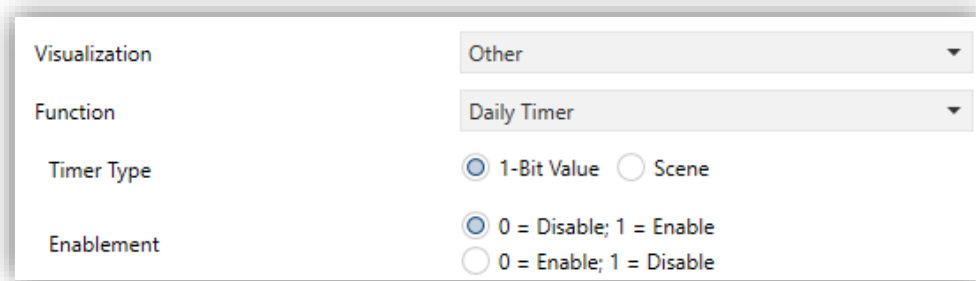 Visualization Other
Function Daily Timer
Timer Type 1-Bit Value Scene
Enablement 0 = Disable; 1 = Enable
0 = Enable; 1 = Disable